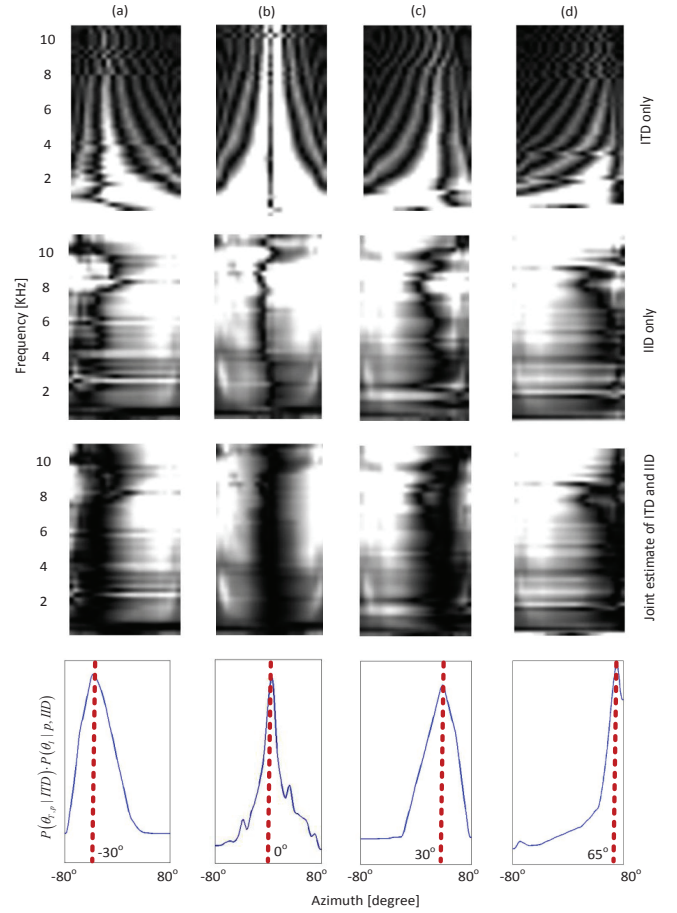 (a) (b) (c) (d)
10
8
6
4
2
ITD only
10
8
6
4
2
IID only
Frequency [KHz]
10
8
6
4
2
Joint estimate of ITD and IID
P(θT,p | ITD)·P(θI | p, IID)
-30° 0° 30° 65°
-80° 80° -80° 80° -80° 80° -80° 80°
Azimuth [degree]